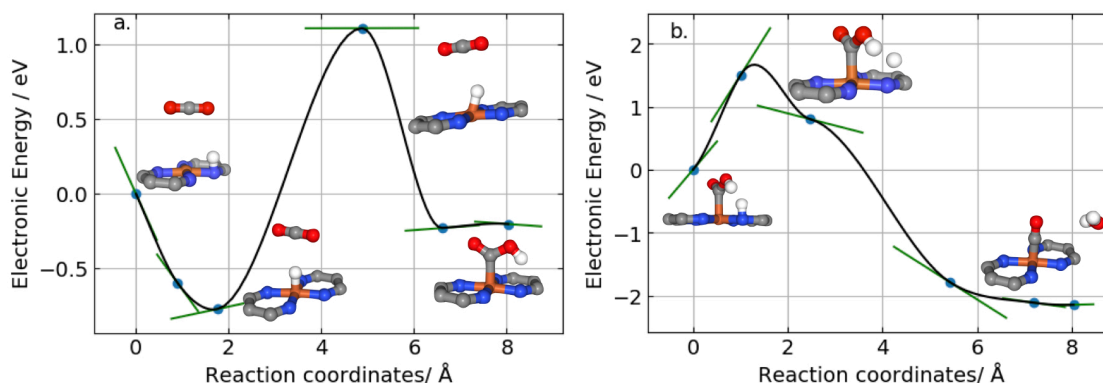 a.
Electronic Energy / eV
1.0
0.5
0.0
−0.5
0 2 4 6 8
Reaction coordinates/ Å
b.
Electronic Energy / eV
2
1
0
−1
−2
0 2 4 6 8
Reaction coordinates/ Å